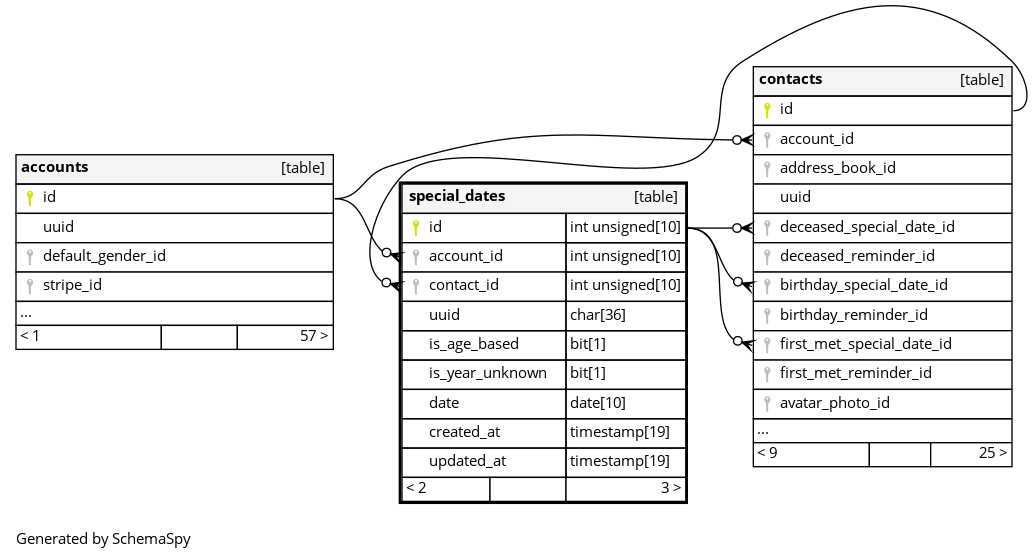 accounts [table]
id
uuid
default_gender_id
stripe_id
...
< 1 57 >
special_dates [table]
id int unsigned[10]
account_id int unsigned[10]
contact_id int unsigned[10]
uuid char[36]
is_age_based bit[1]
is_year_unknown bit[1]
date date[10]
created_at timestamp[19]
updated_at timestamp[19]
< 2 3 >
contacts [table]
id
account_id
address_book_id
uuid
deceased_special_date_id
deceased_reminder_id
birthday_special_date_id
birthday_reminder_id
first_met_special_date_id
first_met_reminder_id
avatar_photo_id
...
< 9 25 >
Generated by SchemaSpy